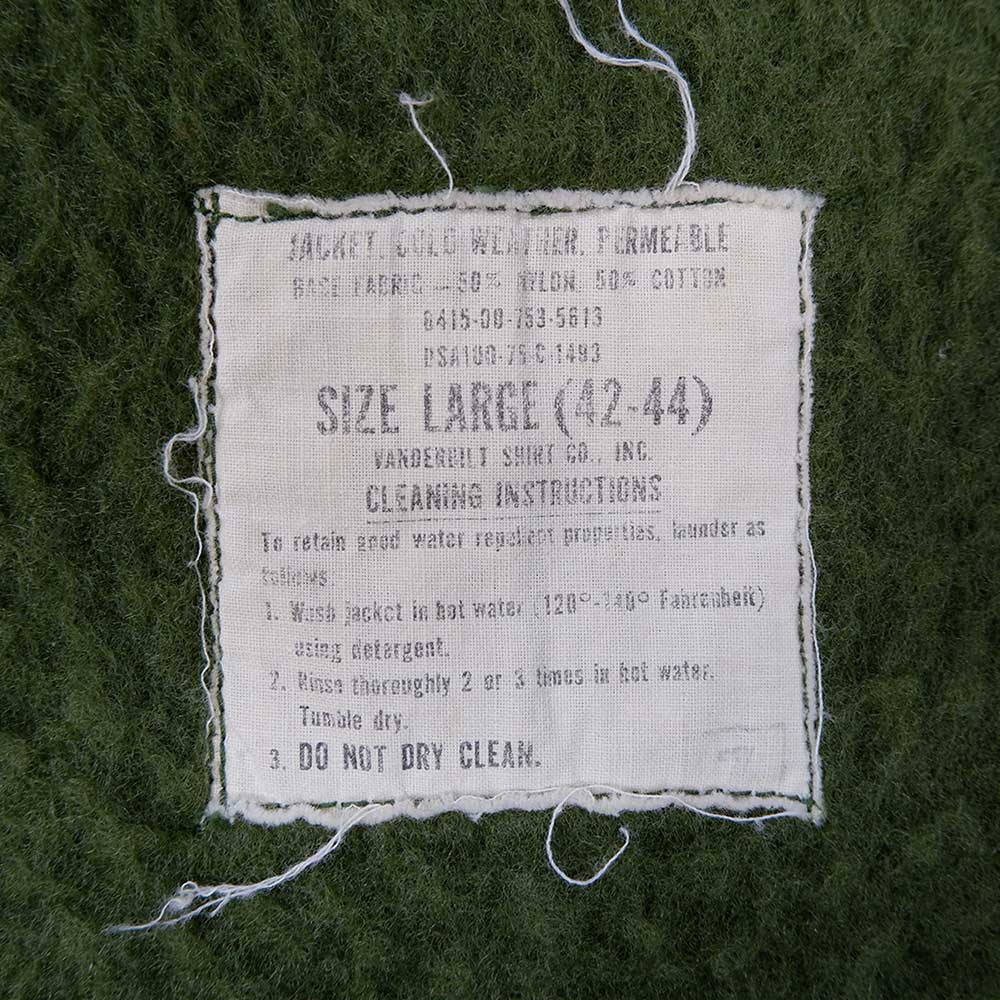 JACKET, COLD WEATHER, PERMEABLE
BASE FABRIC — 50% NYLON, 50% COTTON
8415-00-753-5613
DSA100-75-C-1493
SIZE LARGE (42-44)
VANDERBILT SHIRT CO., INC.
CLEANING INSTRUCTIONS
To retain good water repellent properties, launder as
follows:
1. Wash jacket in hot water (120°-140° Fahrenheit)
using detergent.
2. Rinse thoroughly 2 or 3 times in hot water.
Tumble dry.
3. DO NOT DRY CLEAN.